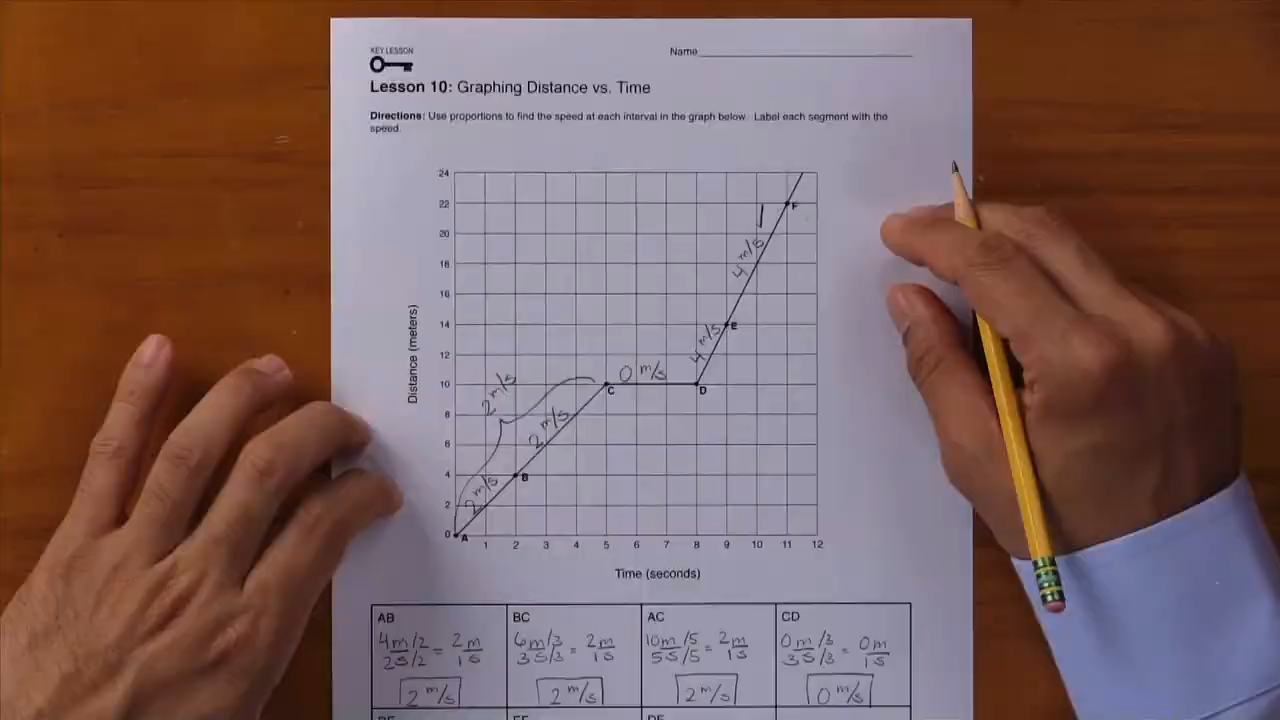 KEY LESSON
Name
Lesson 10: Graphing Distance vs. Time
Directions: Use proportions to find the speed at each interval in the graph below. Label each segment with the
speed.
24
22
20
18
16
14
12
10
8
6
4
2
0
Distance (meters)
F
4 m/s
E
4 m/s
D
0 m/s
C
2 m/s
2 m/s
B
2 m/s
A
1 2 3 4 5 6 7 8 9 10 11 12
Time (seconds)
AB BC AC CD
4m/2 = 2m 6m/3 = 2m 10m/5 = 2m 0m/3 = 0m
2s/2 1s 3s/3 1s 5s/5 1s 3s/3 1s
2 m/s 2 m/s 2 m/s 0 m/s